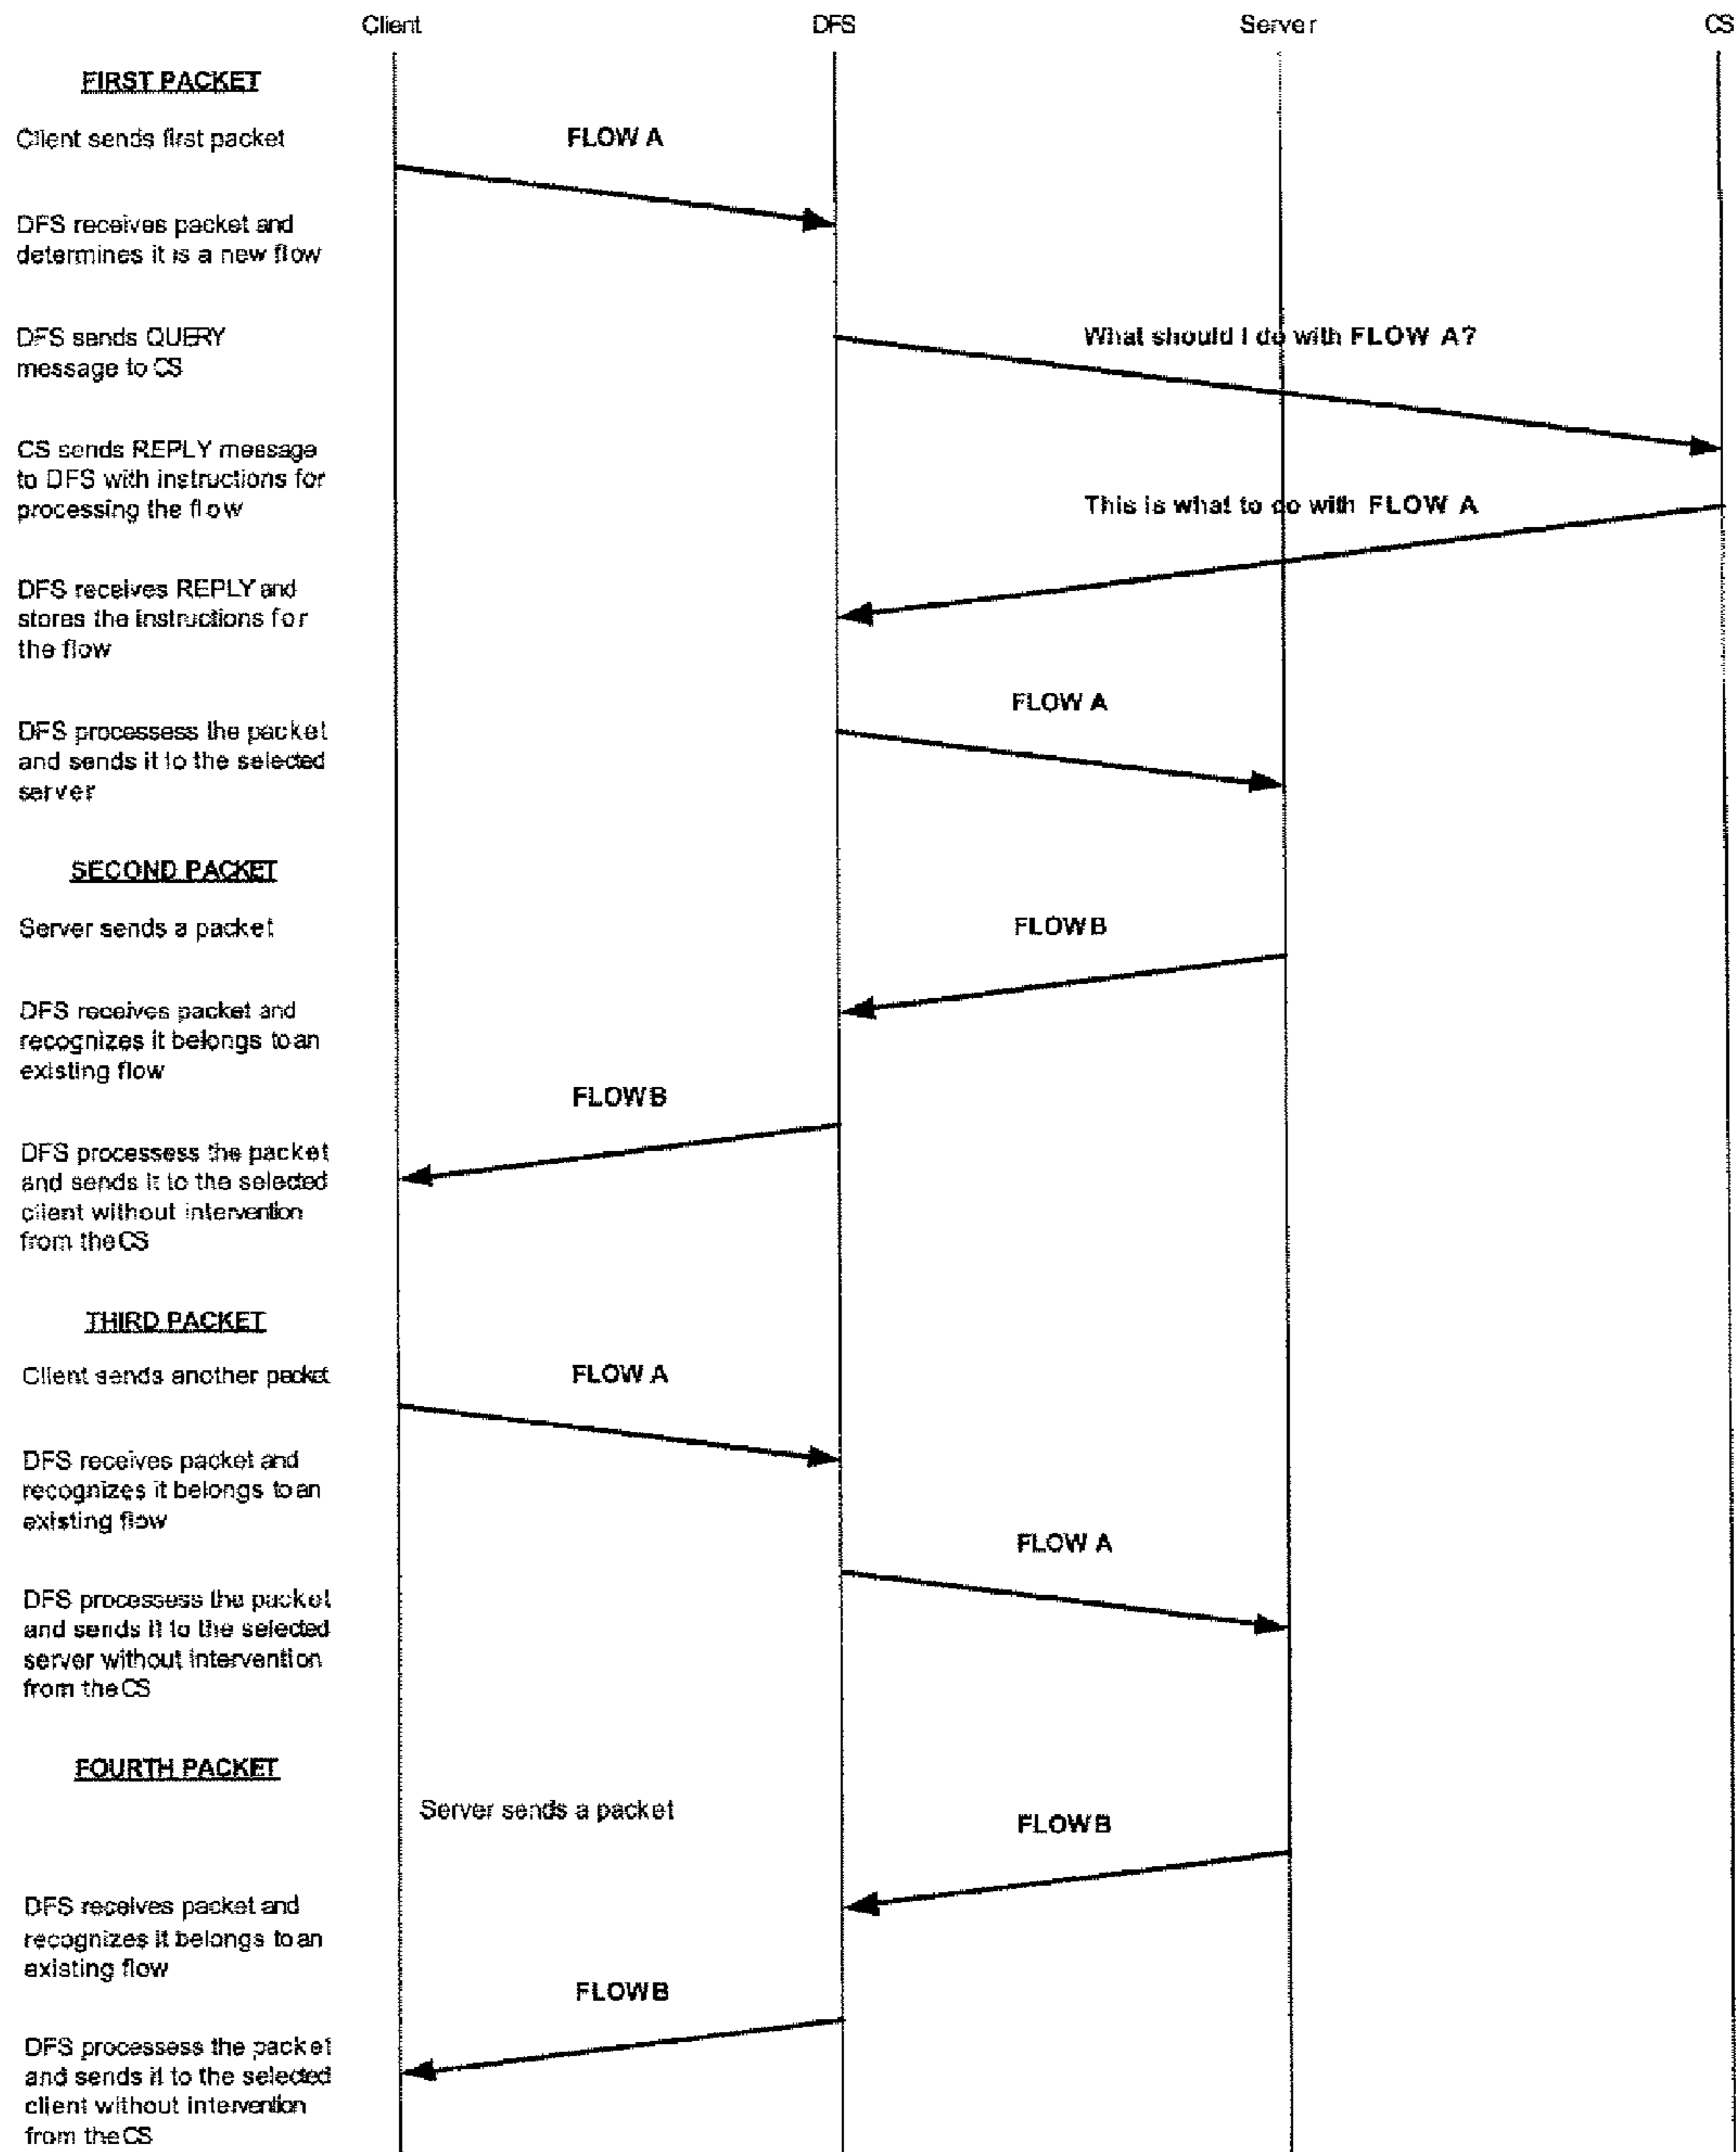 Client DFS Server CS
FIRST PACKET
Client sends first packet
FLOW A
DFS receives packet and
determines it is a new flow
DFS sends QUERY
message to CS
What should I do with FLOW A?
CS sends REPLY message
to DFS with instructions for
processing the flow
This is what to do with FLOW A
DFS receives REPLY and
stores the instructions for
the flow
FLOW A
DFS processess the packet
and sends it to the selected
server
SECOND PACKET
Server sends a packet
FLOW B
DFS receives packet and
recognizes it belongs to an
existing flow
FLOW B
DFS processess the packet
and sends it to the selected
client without intervention
from the CS
THIRD PACKET
Client sends another packet
FLOW A
DFS receives packet and
recognizes it belongs to an
existing flow
FLOW A
DFS processess the packet
and sends it to the selected
server without intervention
from the CS
FOURTH PACKET
Server sends a packet
FLOW B
DFS receives packet and
recognizes it belongs to an
existing flow
FLOW B
DFS processess the packet
and sends it to the selected
client without intervention
from the CS